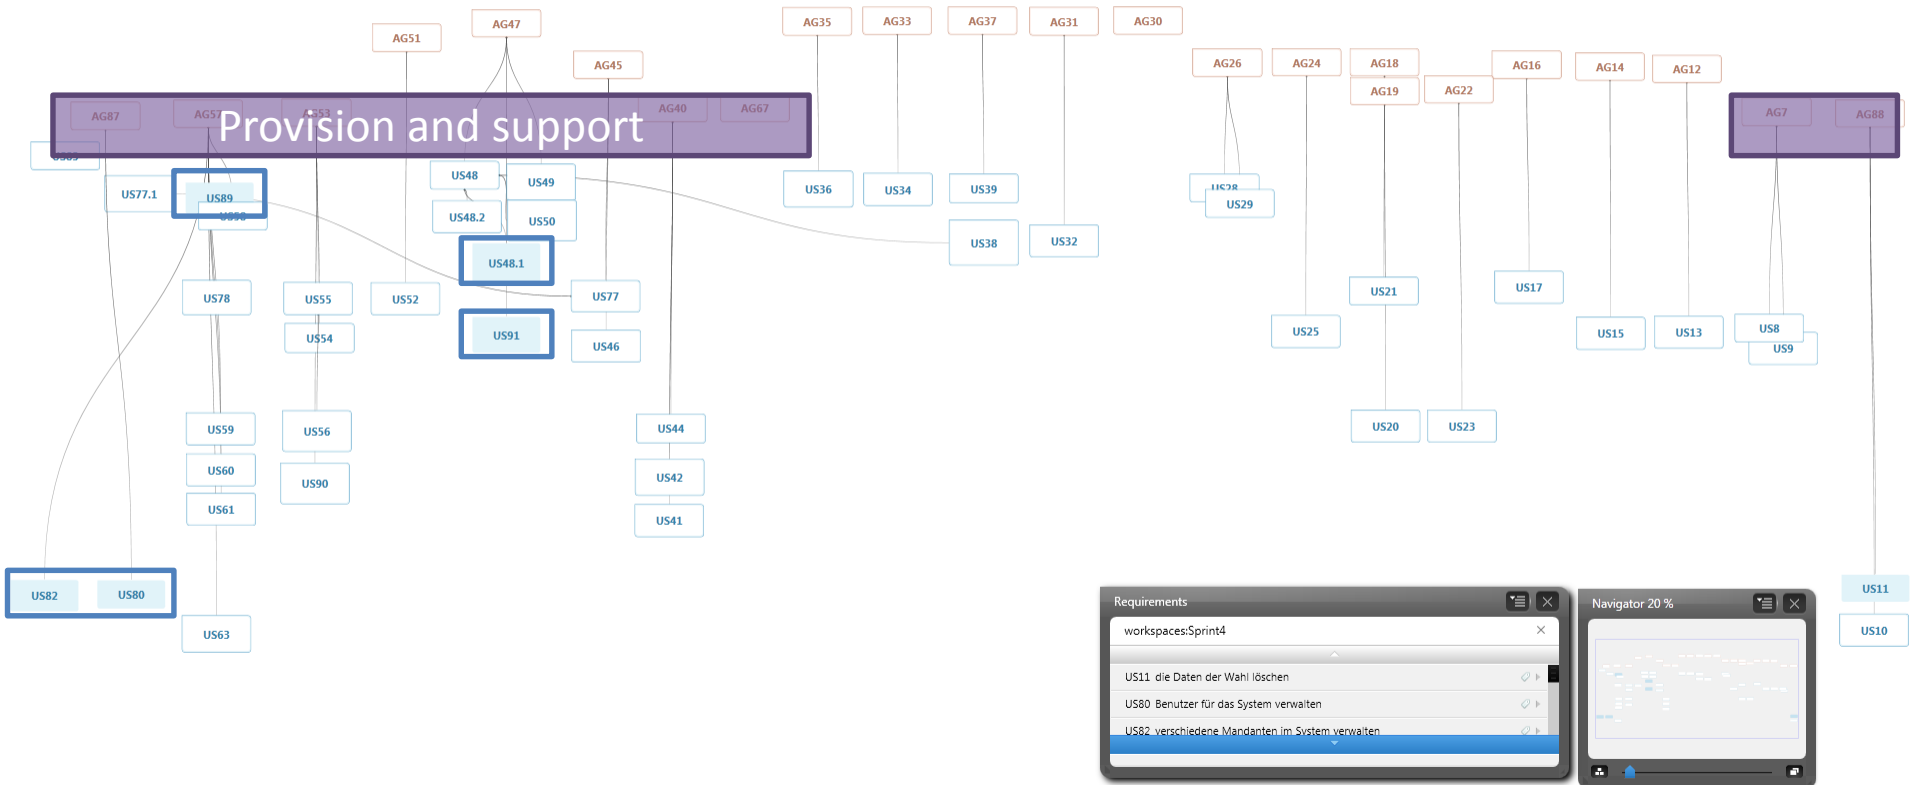 AG47
AG35
AG33
AG37
AG31
AG30
AG51
AG45
AG26
AG24
AG18
AG16
AG14
AG12
AG19
AG22
AG87
AG57
AG53
AG40
AG67
AG7
AG88
Provision and support
US77.1
US89
US48
US49
US36
US34
US39
US28
US29
US48.2
US50
US38
US32
US48.1
US78
US55
US52
US77
US21
US17
US54
US91
US46
US25
US15
US13
US8
US9
US59
US56
US44
US20
US23
US60
US90
US42
US61
US41
US82
US80
US11
US63
US10
Requirements
workspaces:Sprint4
US11 die Daten der Wahl löschen
US80 Benutzer für das System verwalten
US82 verschiedene Mandanten im System verwalten
Navigator 20 %